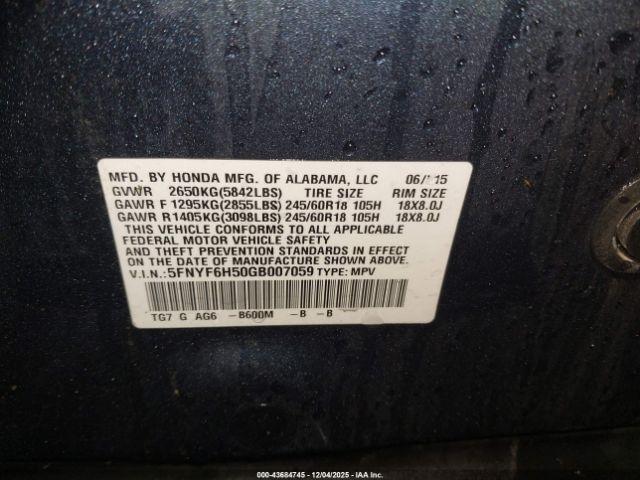 MFD. BY HONDA MFG. OF ALABAMA, LLC 06/15
GVWR 2650KG(5842LBS) TIRE SIZE RIM SIZE
GAWR F 1295KG(2855LBS) 245/60R18 105H 18X8.0J
GAWR R 1405KG(3098LBS) 245/60R18 105H 18X8.0J
THIS VEHICLE CONFORMS TO ALL APPLICABLE
FEDERAL MOTOR VEHICLE SAFETY
AND THEFT PREVENTION STANDARDS IN EFFECT
ON THE DATE OF MANUFACTURE SHOWN ABOVE.
V.I.N.: 5FNYF6H50GB007059 TYPE: MPV
TG7 G AG6 -B600M -B -B
000-43684745 - 12/04/2025 - IAA Inc.